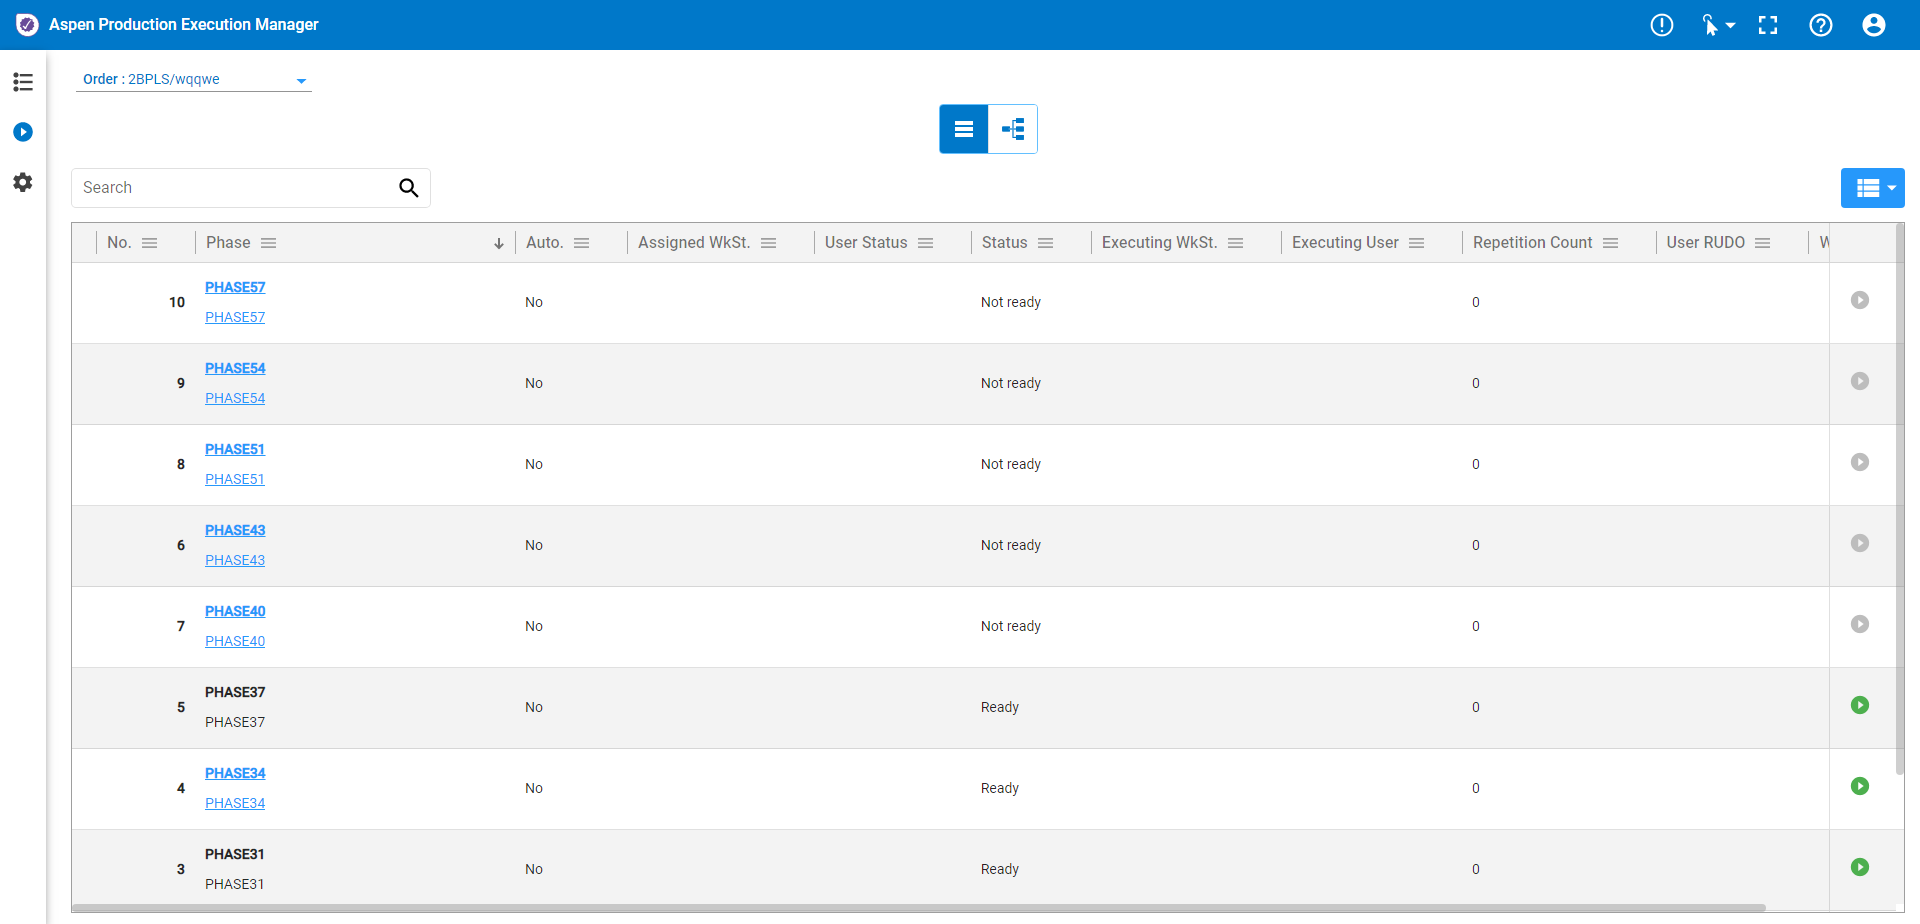 Aspen Production Execution Manager
Order : 2BPLS/wqqwe
Search
No. Phase Auto. Assigned WkSt. User Status Status Executing WkSt. Executing User Repetition Count User RUDO W
10 PHASE57 PHASE57 No Not ready 0
9 PHASE54 PHASE54 No Not ready 0
8 PHASE51 PHASE51 No Not ready 0
6 PHASE43 PHASE43 No Not ready 0
7 PHASE40 PHASE40 No Not ready 0
5 PHASE37 PHASE37 No Ready 0
4 PHASE34 PHASE34 No Ready 0
3 PHASE31 PHASE31 No Ready 0